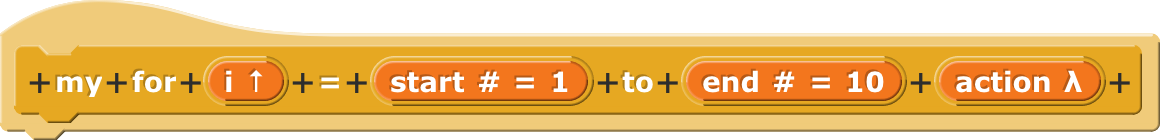 +my+for+ i ↑ +=+ start # = 1 +to+ end # = 10 + action λ +